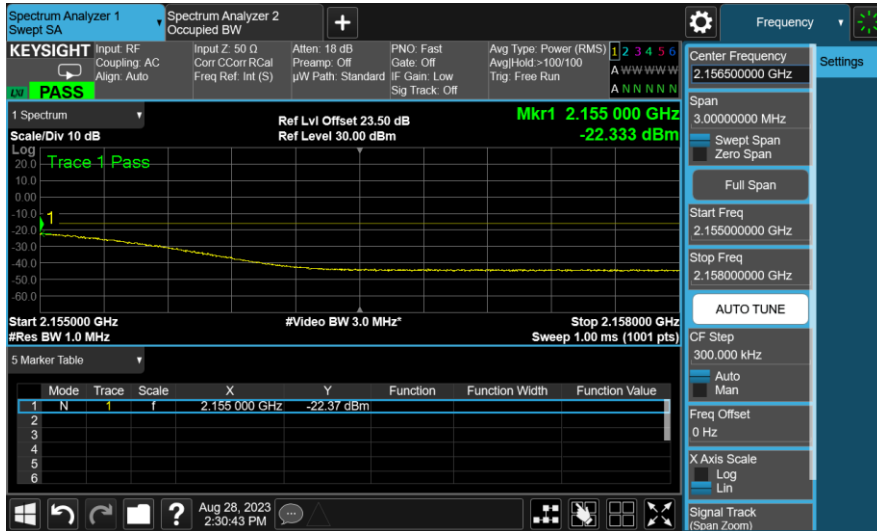 Spectrum Analyzer 1
Swept SA
Spectrum Analyzer 2
Occupied BW
+
Frequency
KEYSIGHT
Input: RF
Coupling: AC
Align: Auto
Input Z: 50 Ω
Corr CCorr RCal
Freq Ref: Int (S)
Atten: 18 dB
Preamp: Off
µW Path: Standard
PNO: Fast
Gate: Off
IF Gain: Low
Sig Track: Off
Avg Type: Power (RMS)
Avg|Hold:>100/100
Trig: Free Run
1 2 3 4 5 6
A W W W W W
A N N N N N
LXI PASS
1 Spectrum
Scale/Div 10 dB
Ref Lvl Offset 23.50 dB
Ref Level 30.00 dBm
Mkr1 2.155 000 GHz
-22.333 dBm
Log
Trace 1 Pass
20.0
10.0
0.00
-10.0
1
-20.0
-30.0
-40.0
-50.0
-60.0
Start 2.155000 GHz
#Video BW 3.0 MHz*
Stop 2.158000 GHz
#Res BW 1.0 MHz
Sweep 1.00 ms (1001 pts)
5 Marker Table
Mode Trace Scale X Y Function Function Width Function Value
1 N 1 f 2.155 000 GHz -22.37 dBm
2
3
4
5
6
?
Aug 28, 2023
2:30:43 PM
Center Frequency
2.156500000 GHz
Settings
Span
3.00000000 MHz
Swept Span
Zero Span
Full Span
Start Freq
2.155000000 GHz
Stop Freq
2.158000000 GHz
AUTO TUNE
CF Step
300.000 kHz
Auto
Man
Freq Offset
0 Hz
X Axis Scale
Log
Lin
Signal Track
(Span Zoom)